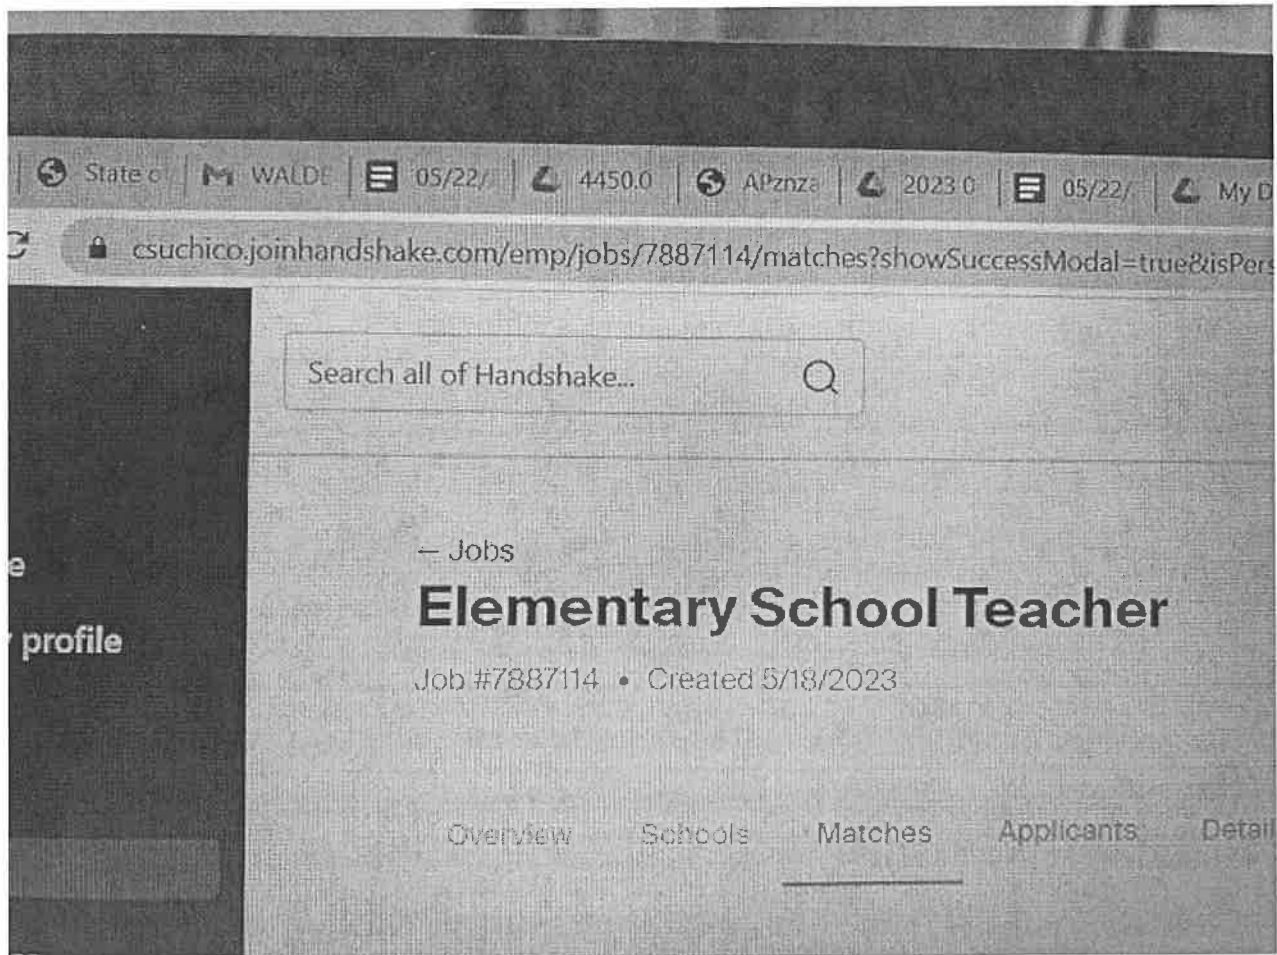 State of WALDE 05/22/ 4450.0 APznza 2023 0 05/22/ My D
csuchico.joinhandshake.com/emp/jobs/7887114/matches?showSuccessModal=true&isPers
Search all of Handshake...
← Jobs
e
Elementary School Teacher
profile
Job #7887114 • Created 5/18/2023
Overview Schools Matches Applicants Detail